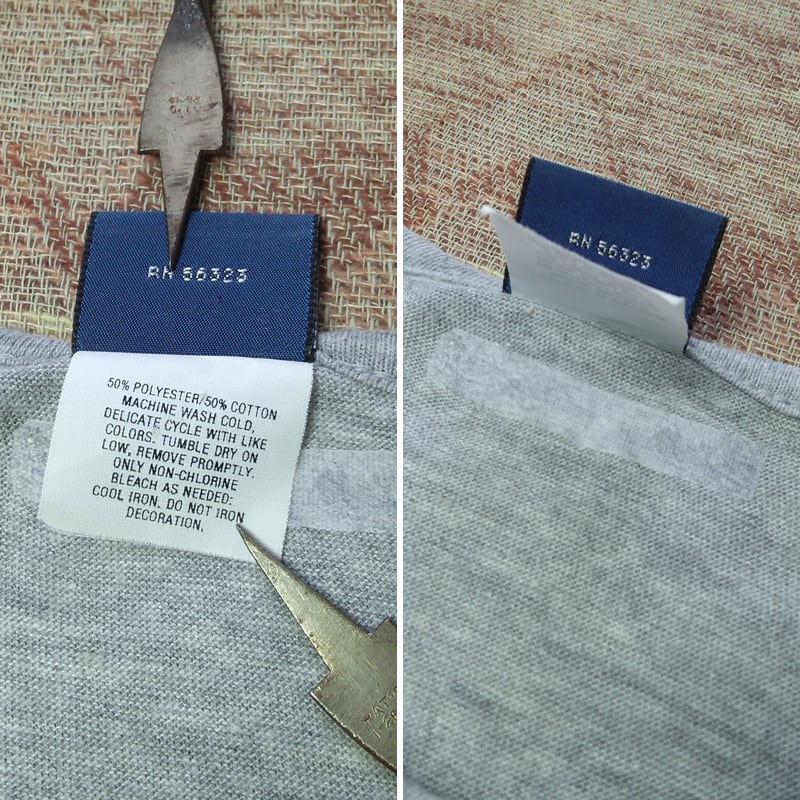 RN 56323
50% POLYESTER/50% COTTON
MACHINE WASH COLD,
DELICATE CYCLE WITH LIKE
COLORS. TUMBLE DRY ON
LOW, REMOVE PROMPTLY.
ONLY NON-CHLORINE
BLEACH AS NEEDED;
COOL IRON, DO NOT IRON
DECORATION.
RN 56323